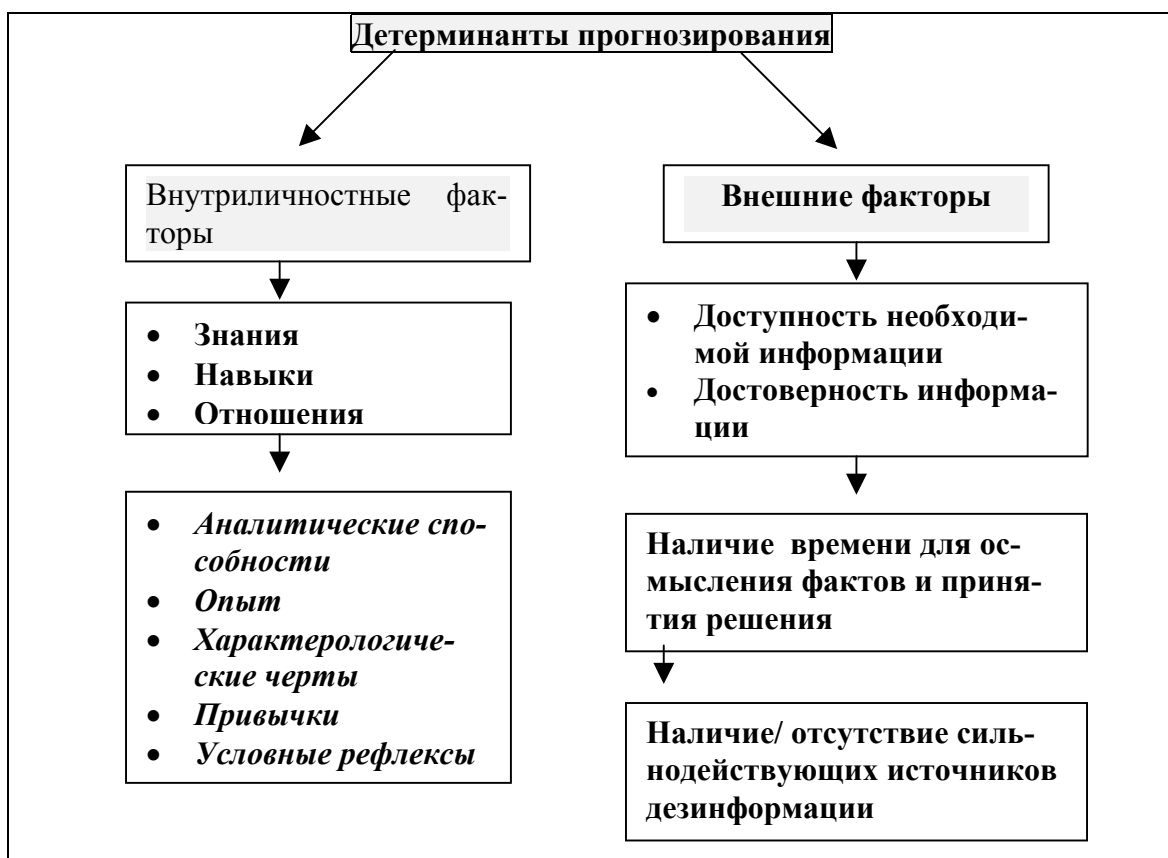 Детерминанты прогнозирования
Внутриличностные фак-
торы
• Знания
• Навыки
• Отношения
• Аналитические спо-
собности
• Опыт
• Характерологиче-
ские черты
• Привычки
• Условные рефлексы
Внешние факторы
• Доступность необходи-
мой информации
• Достоверность информа-
ции
Наличие времени для ос-
мысления фактов и приня-
тия решения
Наличие/ отсутствие силь-
нодействующих источников
дезинформации